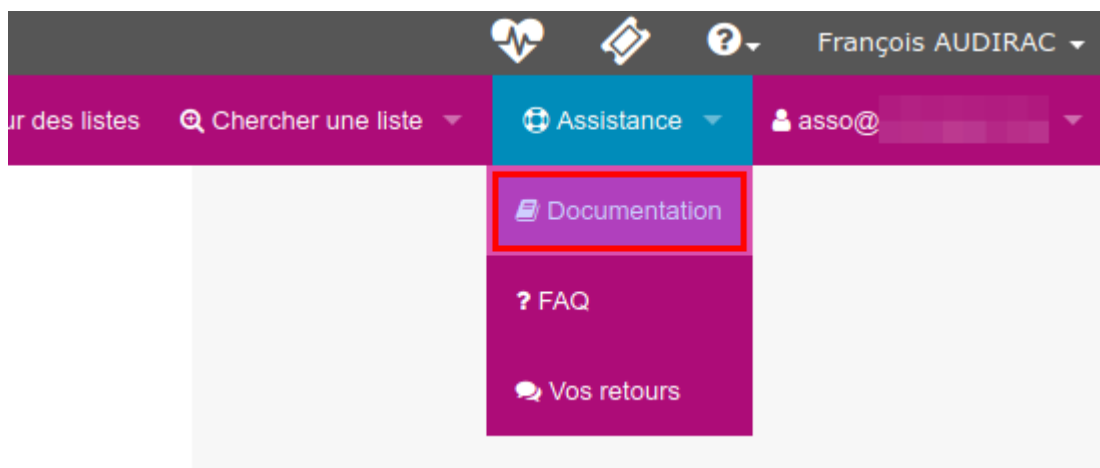 François AUDIRAC
des listes Chercher une liste Assistance asso@
Documentation
? FAQ
Vos retours